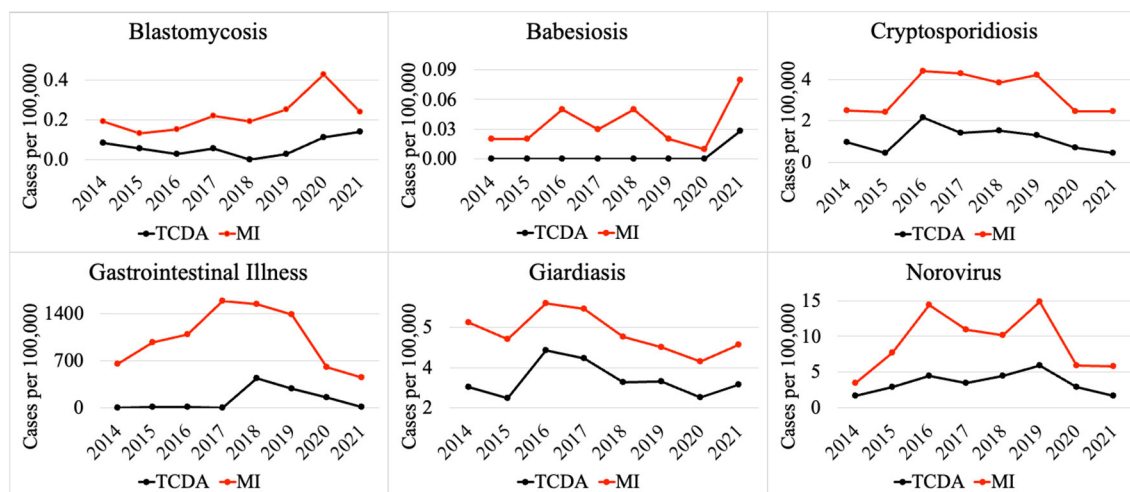 Blastomycosis
Cases per 100,000
0.4
0.2
0.0
2014 2015 2016 2017 2018 2019 2020 2021
TCDA MI
Babesiosis
Cases per 100,000
0.09
0.06
0.03
0.00
2014 2015 2016 2017 2018 2019 2020 2021
TCDA MI
Cryptosporidiosis
Cases per 100,000
4
2
0
2014 2015 2016 2017 2018 2019 2020 2021
TCDA MI
Gastrointestinal Illness
Cases per 100,000
1400
700
0
2014 2015 2016 2017 2018 2019 2020 2021
TCDA MI
Giardiasis
Cases per 100,000
5
4
2
2014 2015 2016 2017 2018 2019 2020 2021
TCDA MI
Norovirus
Cases per 100,000
15
10
5
0
2014 2015 2016 2017 2018 2019 2020 2021
TCDA MI